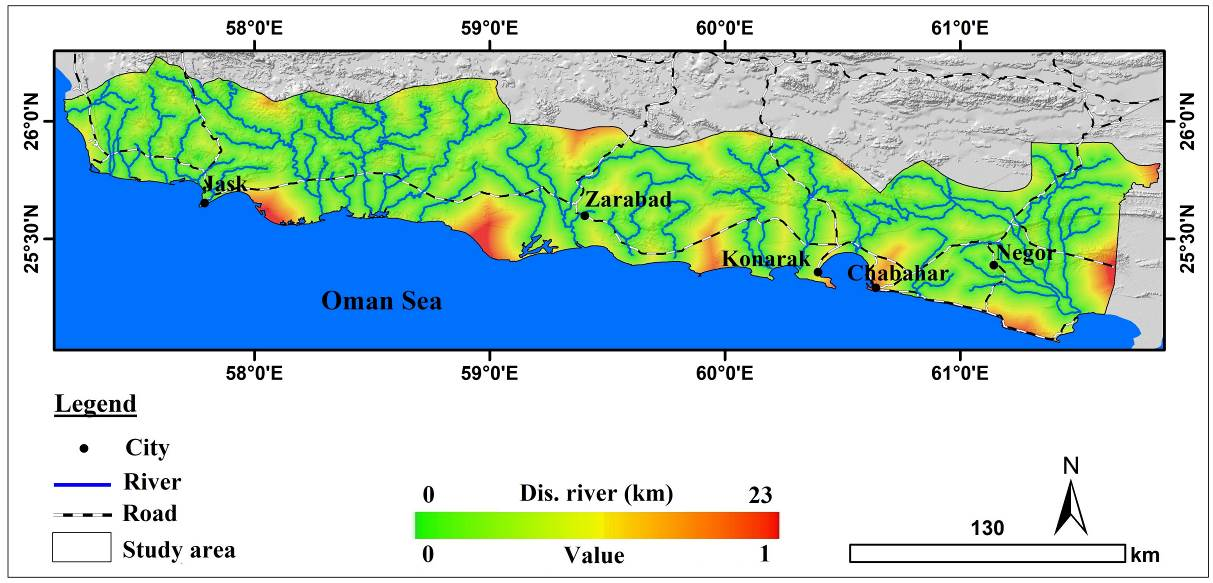 58°0'E 59°0'E 60°0'E 61°0'E
26°0'N
26°0'N
Jask
Zarabad
25°30'N
25°30'N
Konarak
Negor
Chabahar
Oman Sea
58°0'E 59°0'E 60°0'E 61°0'E
Legend
City
River
Road
Study area
0 Dis. river (km) 23
0 Value 1
N
130
km